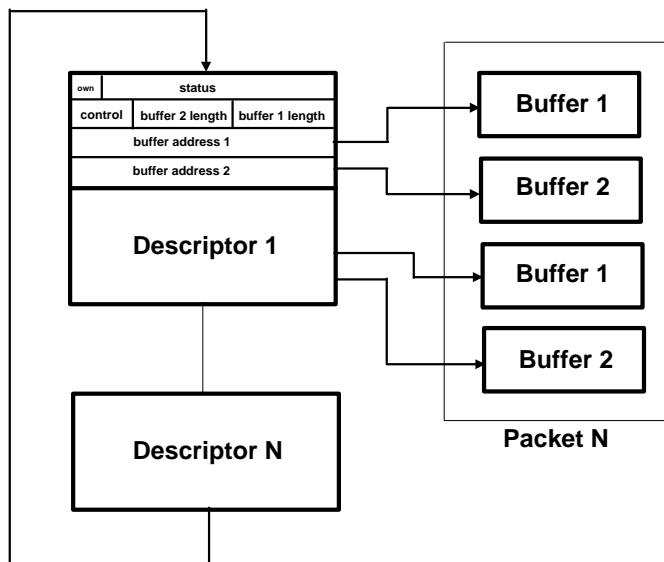 own status
control buffer 2 length buffer 1 length
buffer address 1
buffer address 2
Descriptor 1
Descriptor N
Buffer 1
Buffer 2
Buffer 1
Buffer 2
Packet N